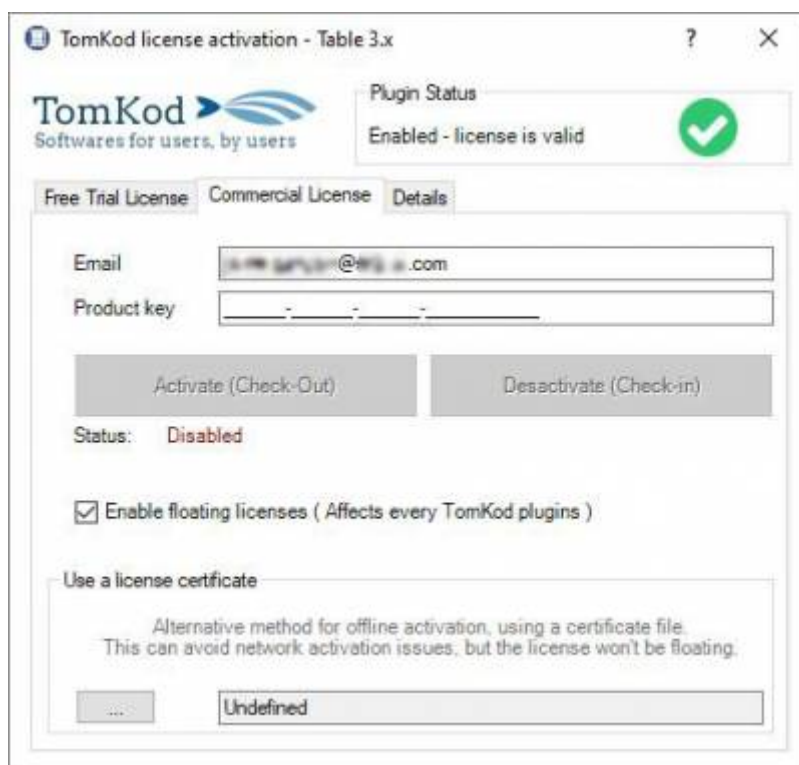 TomKod license activation - Table 3.x
?
TomKod
Softwares for users, by users
Plugin Status
Enabled - license is valid
Free Trial License
Commercial License
Details
Email
@
.com
Product key
Activate (Check-Out)
Desactivate (Check-in)
Status: Disabled
Enable floating licenses ( Affects every TomKod plugins )
Use a license certificate
Alternative method for offline activation, using a certificate file.
This can avoid network activation issues, but the license won't be floating.
...
Undefined